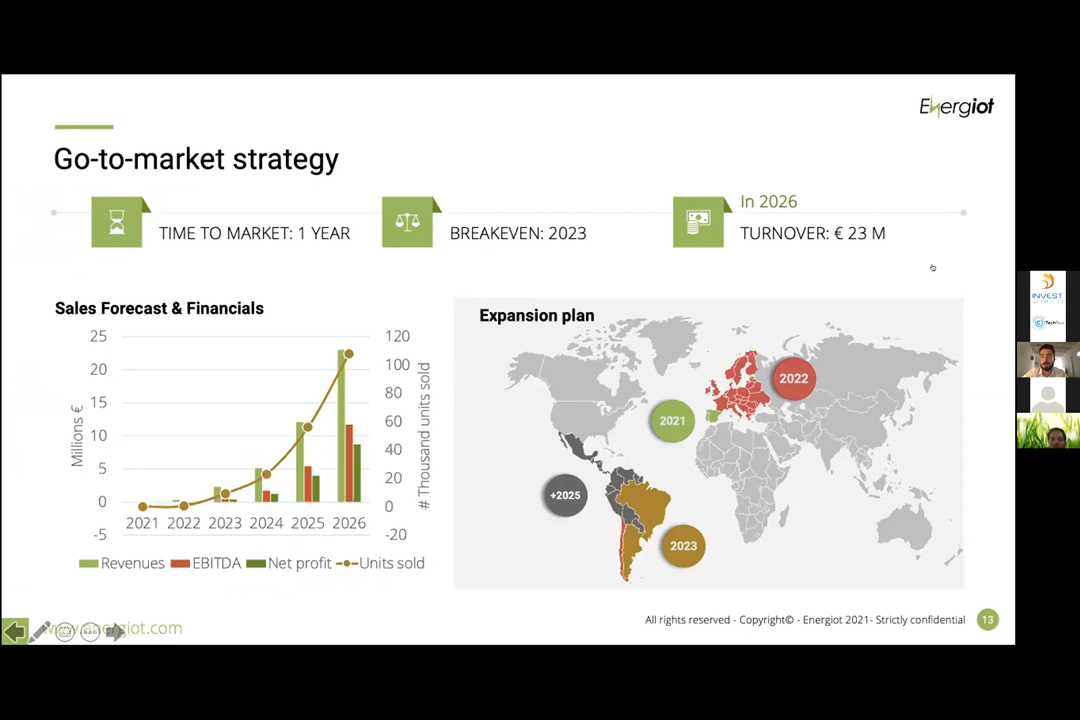 Energiot
Go-to-market strategy
In 2026
TIME TO MARKET: 1 YEAR
BREAKEVEN: 2023
TURNOVER: € 23 M
Sales Forecast & Financials
25
20
15
10
5
0
-5
Millions €
120
100
80
60
40
20
0
-20
# Thousand units sold
2021 2022 2023 2024 2025 2026
Revenues EBITDA Net profit Units sold
Expansion plan
2022
2021
+2025
2023
www.energiot.com
All rights reserved - Copyright© - Energiot 2021- Strictly confidential
13
INVEST
TechTour